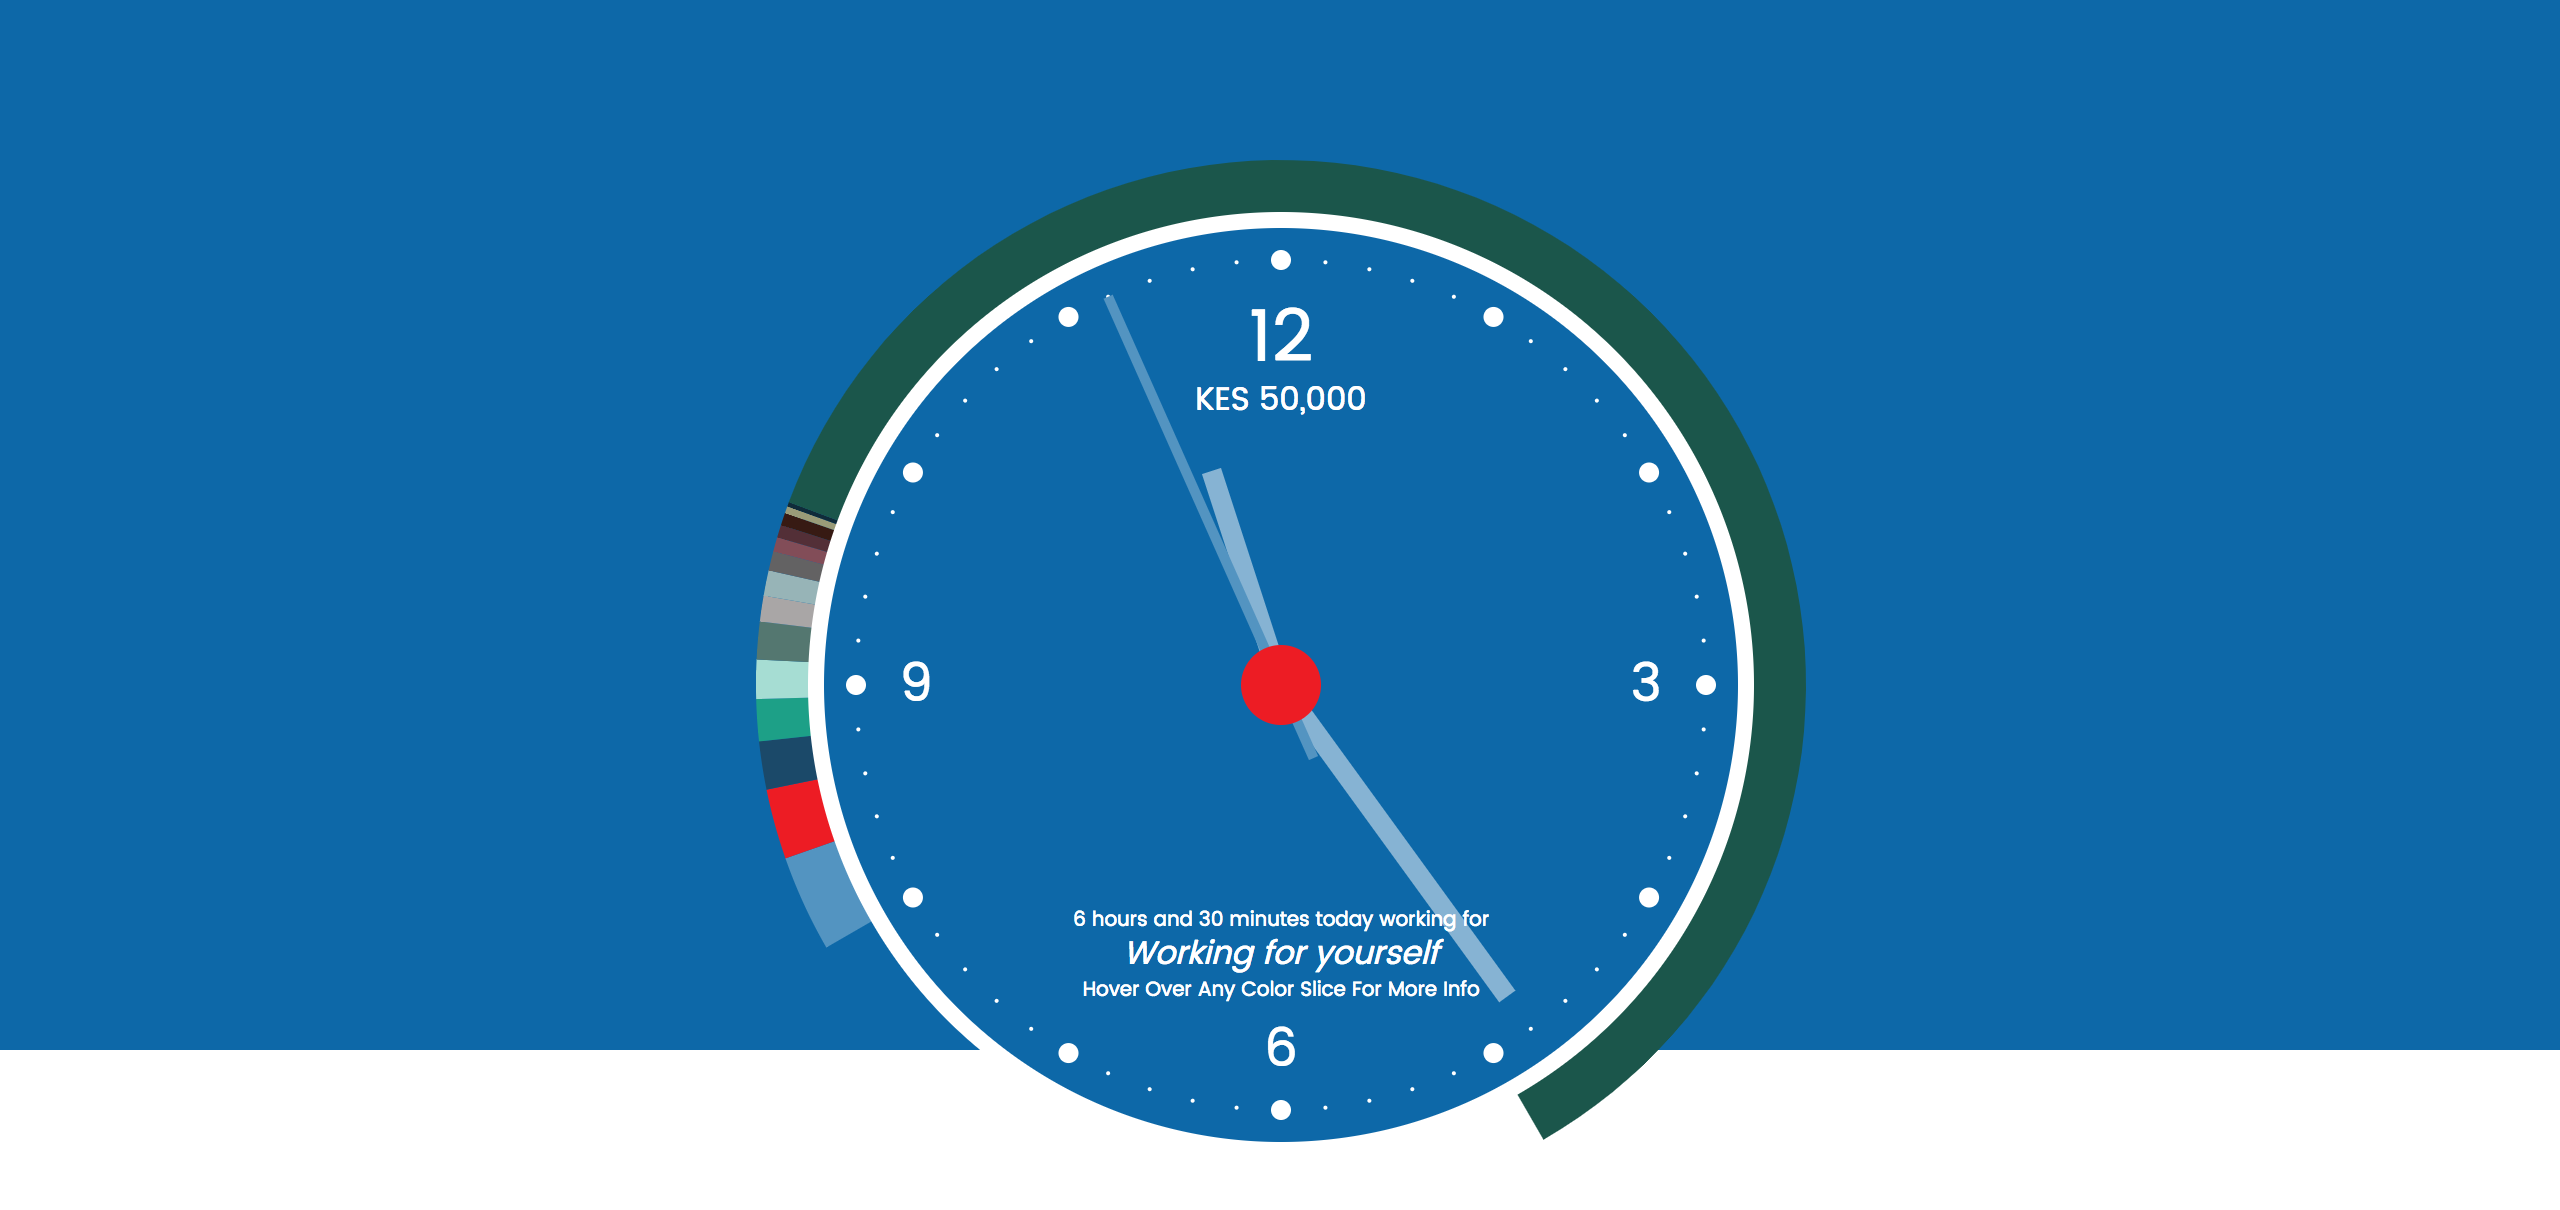 12
KES 50,000
9
3
6 hours and 30 minutes today working for
Working for yourself
Hover Over Any Color Slice For More Info
6